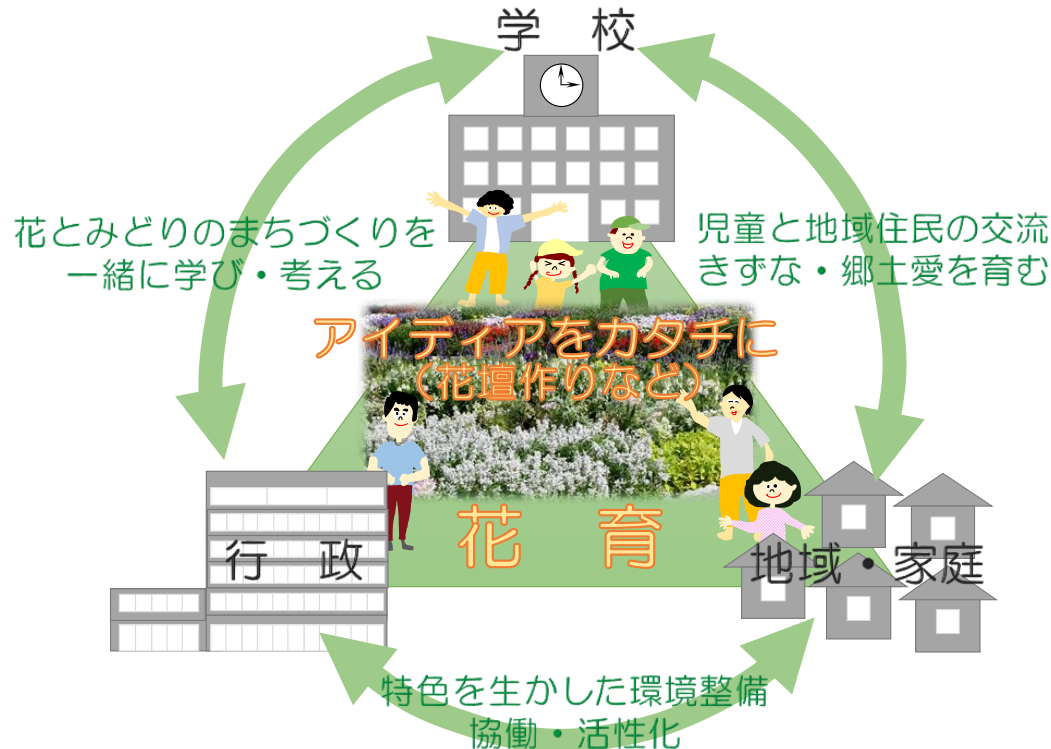 学 校
花とみどりのまちづくりを
一緒に学び・考える
児童と地域住民の交流
きずな・郷土愛を育む
アイディアをカタチに
(花壇作りなど)
花 育
行 政
地域・家庭
特色を生かした環境整備
協働・活性化